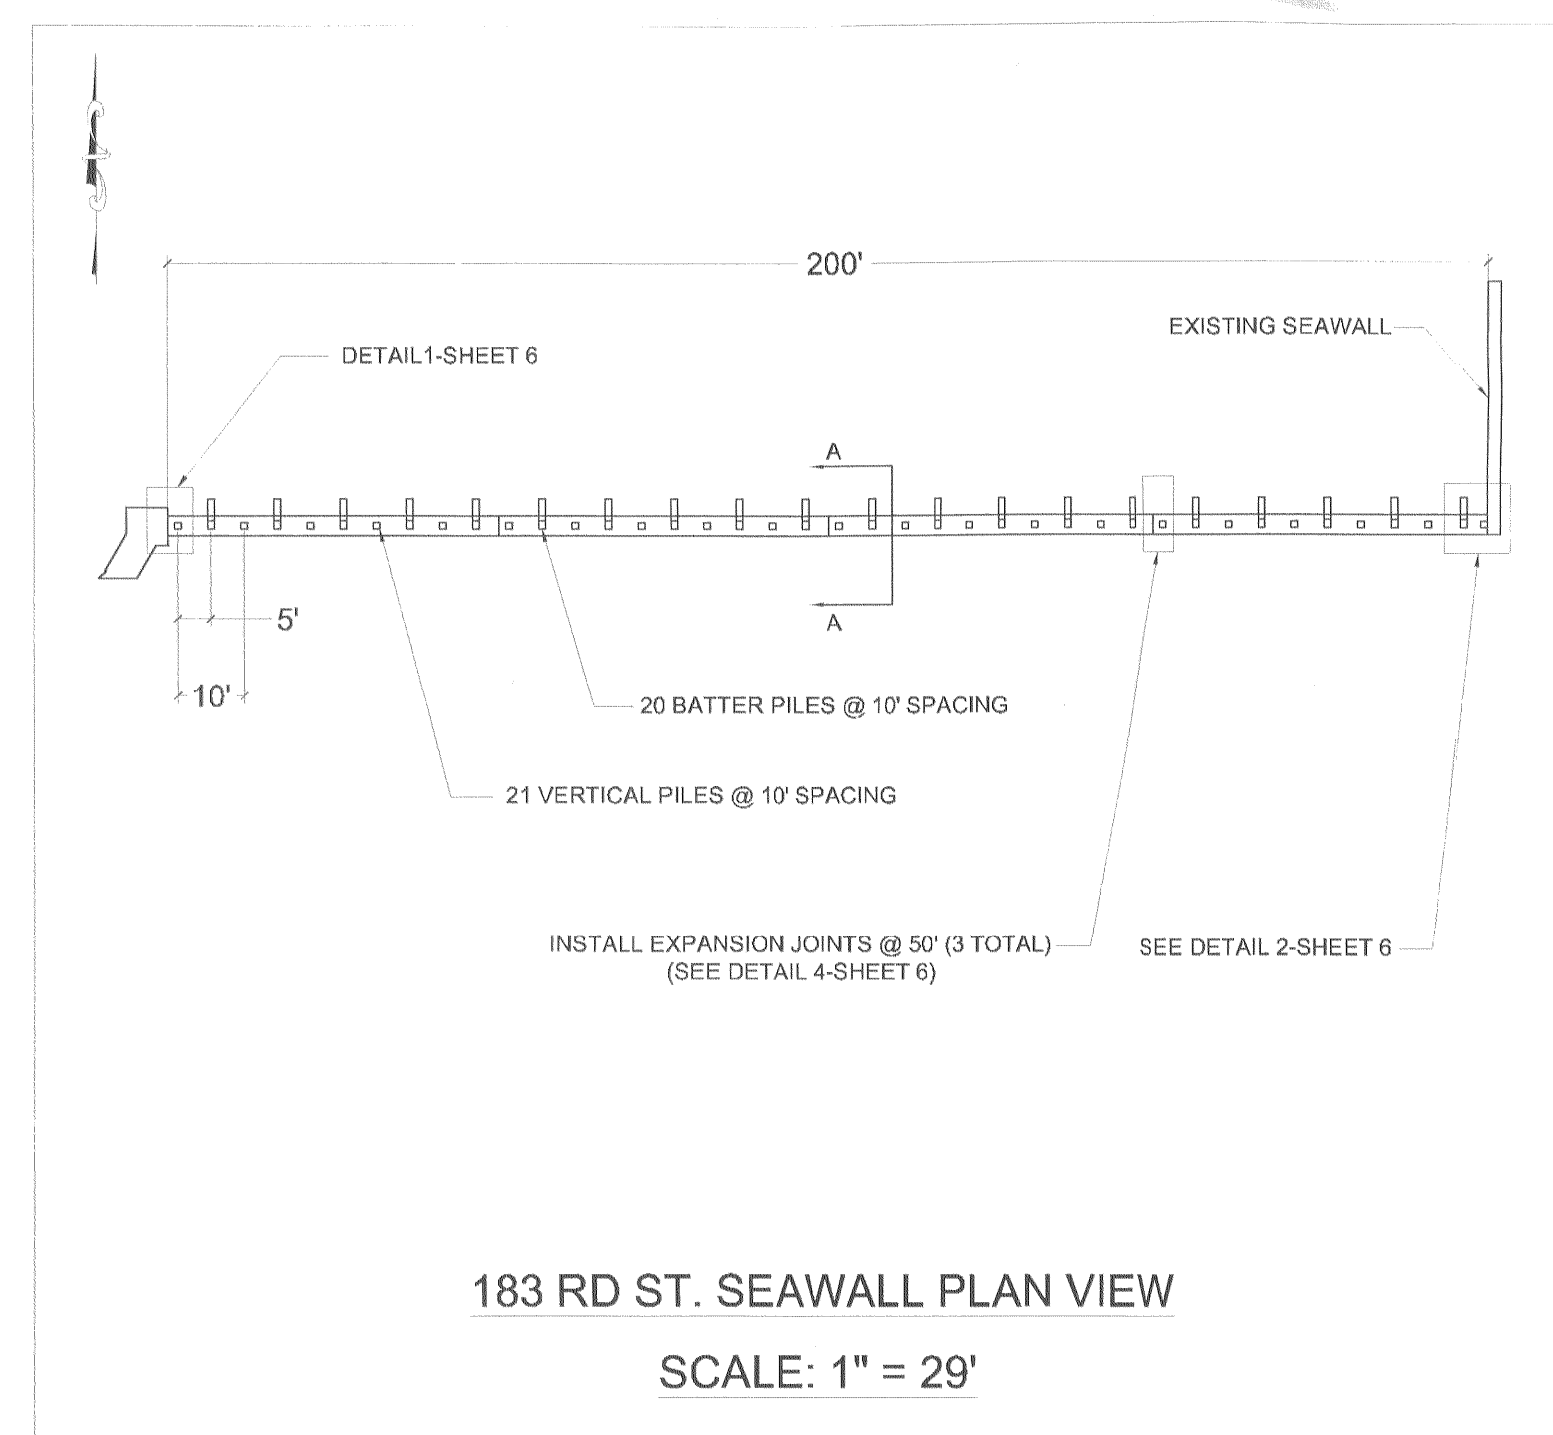 200'
EXISTING SEAWALL
DETAIL1-SHEET 6
A
A
5'
10'
20 BATTER PILES @ 10' SPACING
21 VERTICAL PILES @ 10' SPACING
INSTALL EXPANSION JOINTS @ 50' (3 TOTAL)
(SEE DETAIL 4-SHEET 6)
SEE DETAIL 2-SHEET 6
183 RD ST. SEAWALL PLAN VIEW
SCALE: 1" = 29'